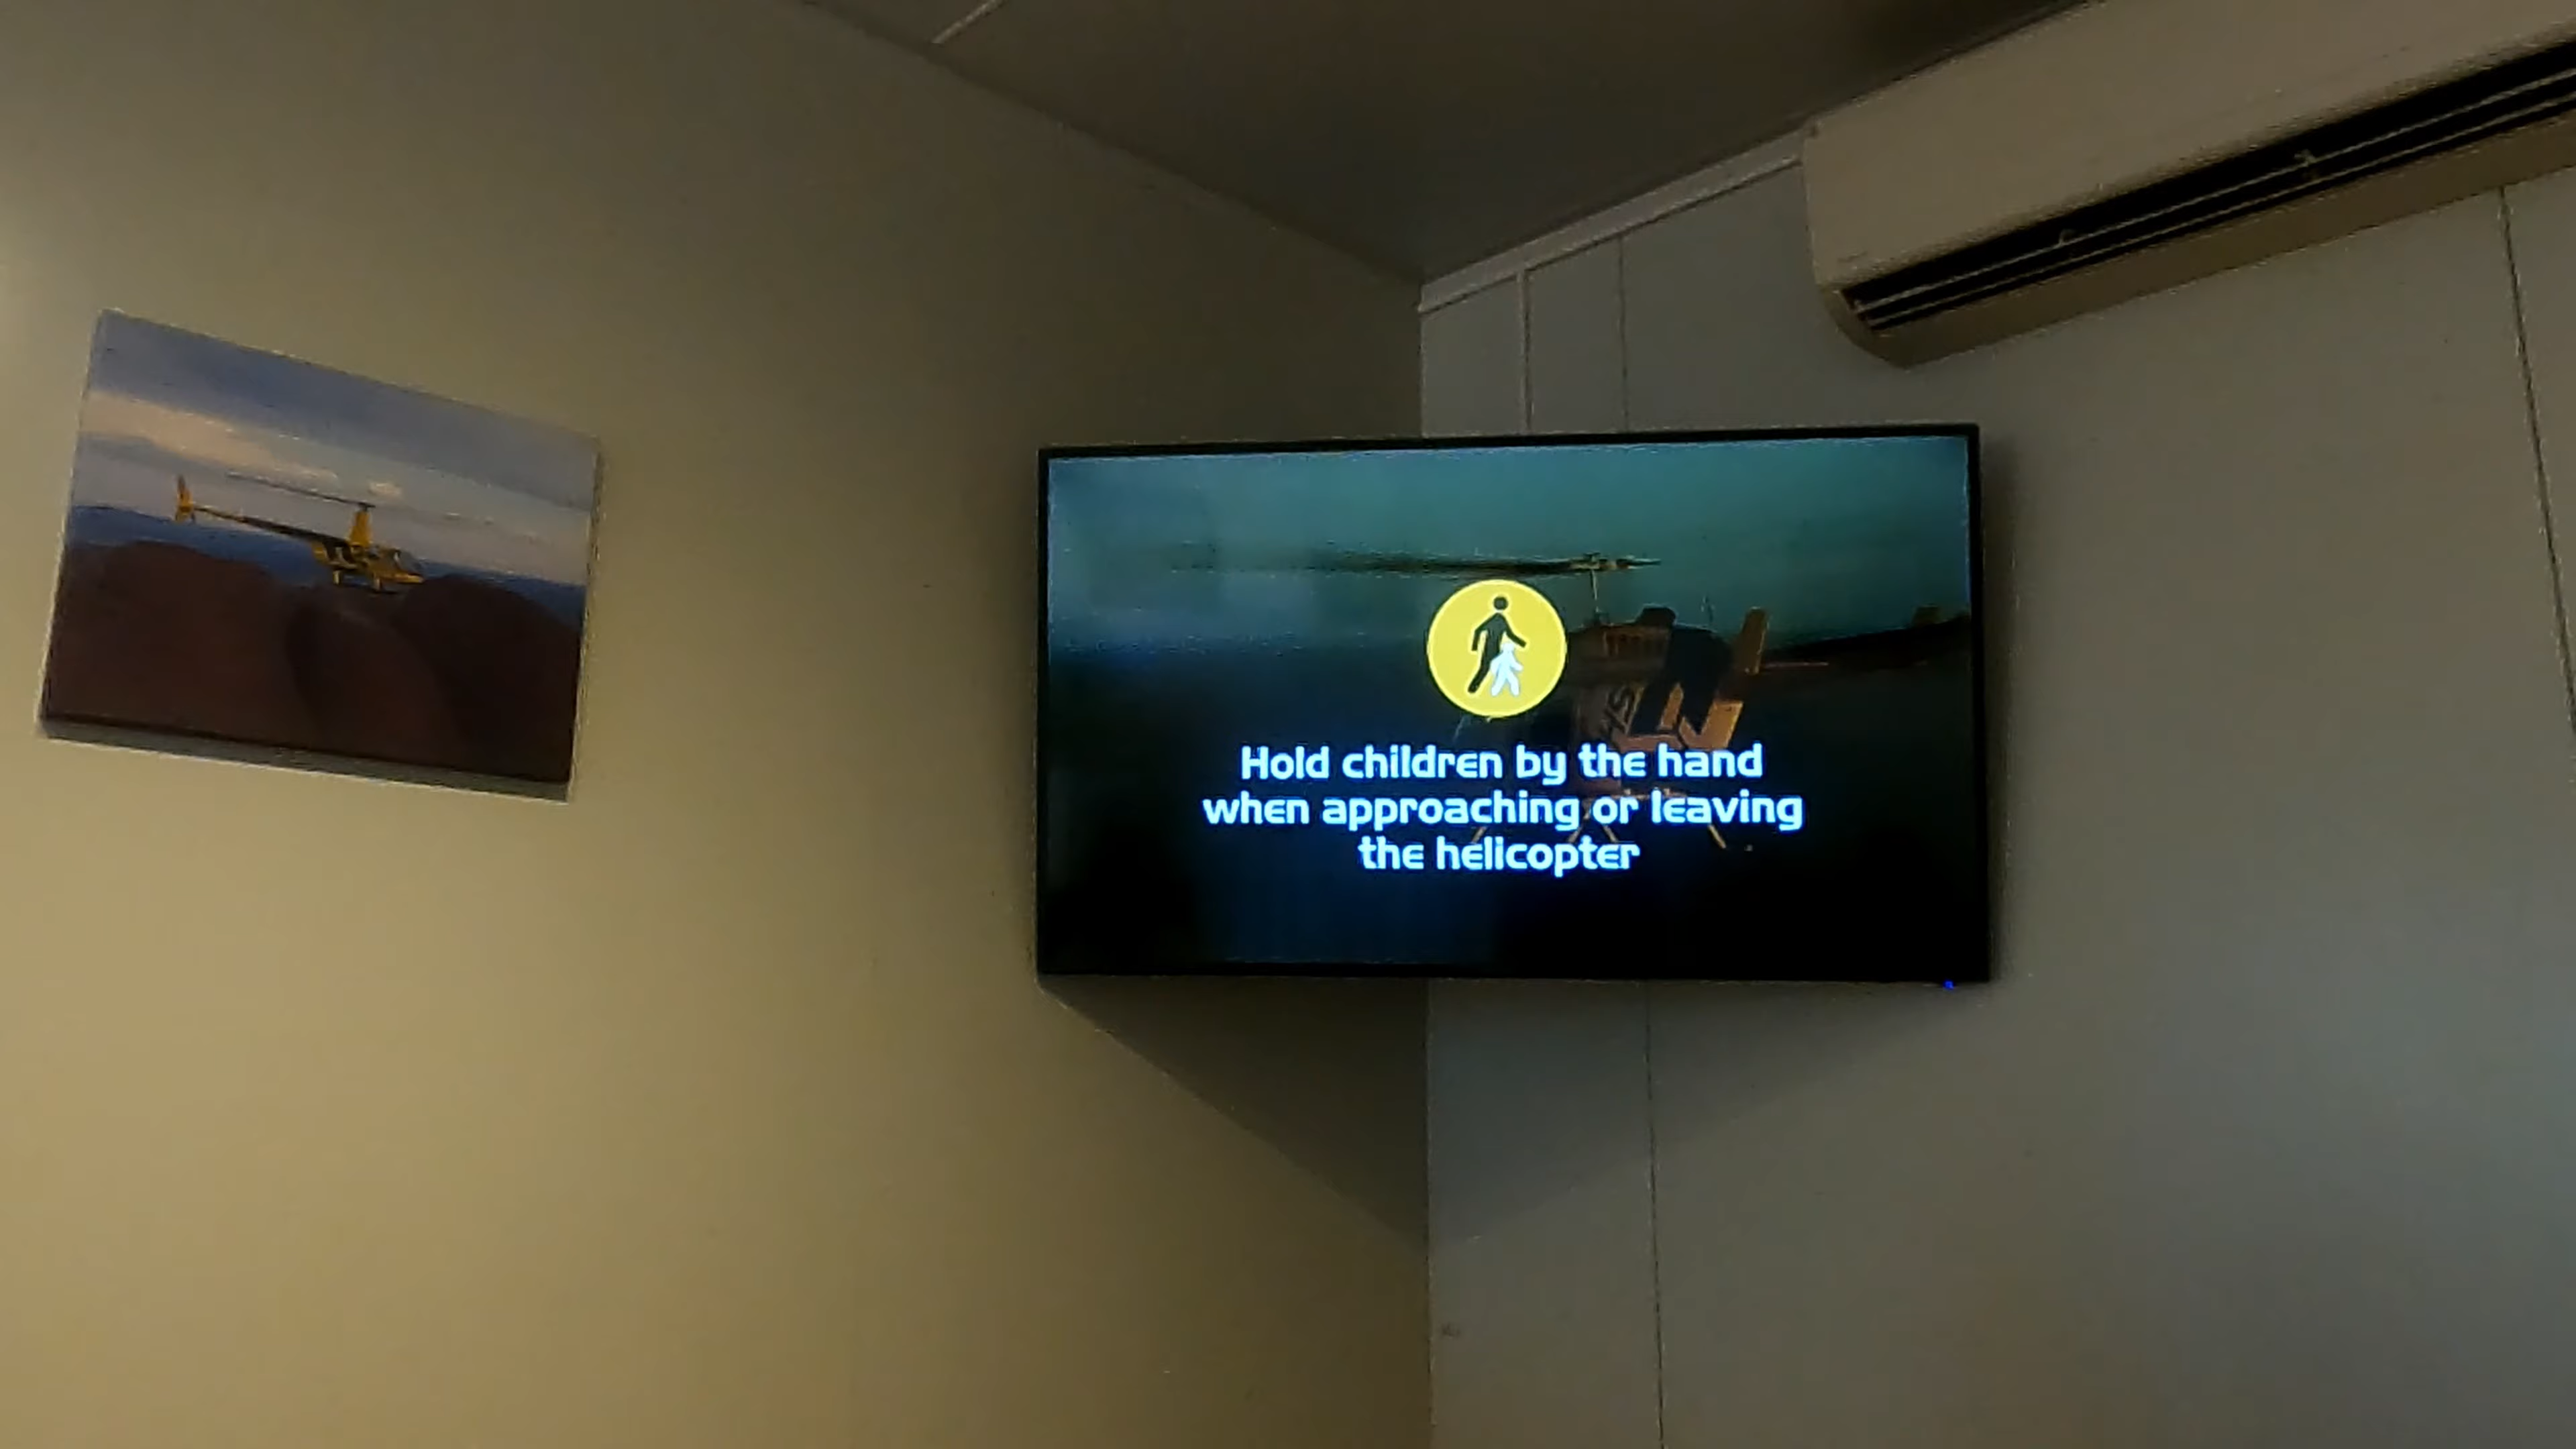 Hold children by the hand
when approaching or leaving
the helicopter